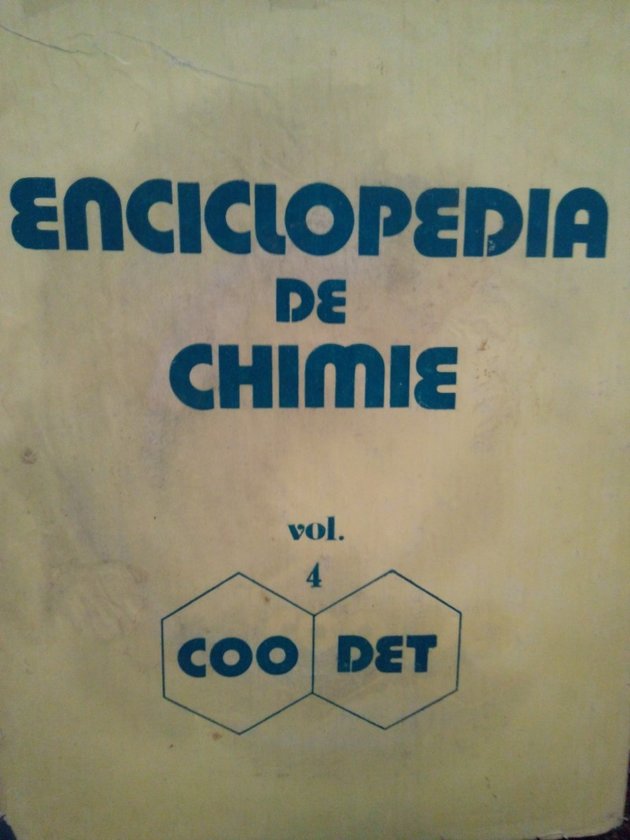 ENCICLOPEDIA
DE
CHIMIE
vol.
4
COO DET